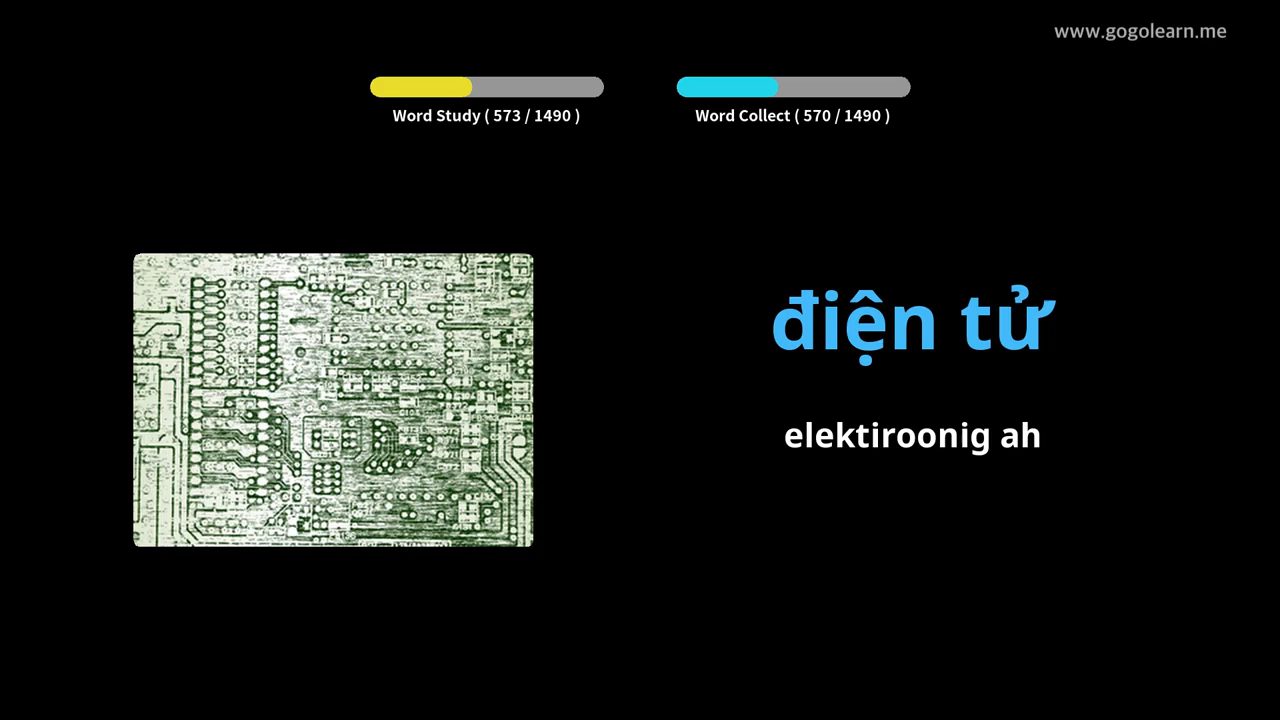 www.gogolearn.me
Word Study ( 573 / 1490 )
Word Collect ( 570 / 1490 )
điện tử
elektiroonig ah